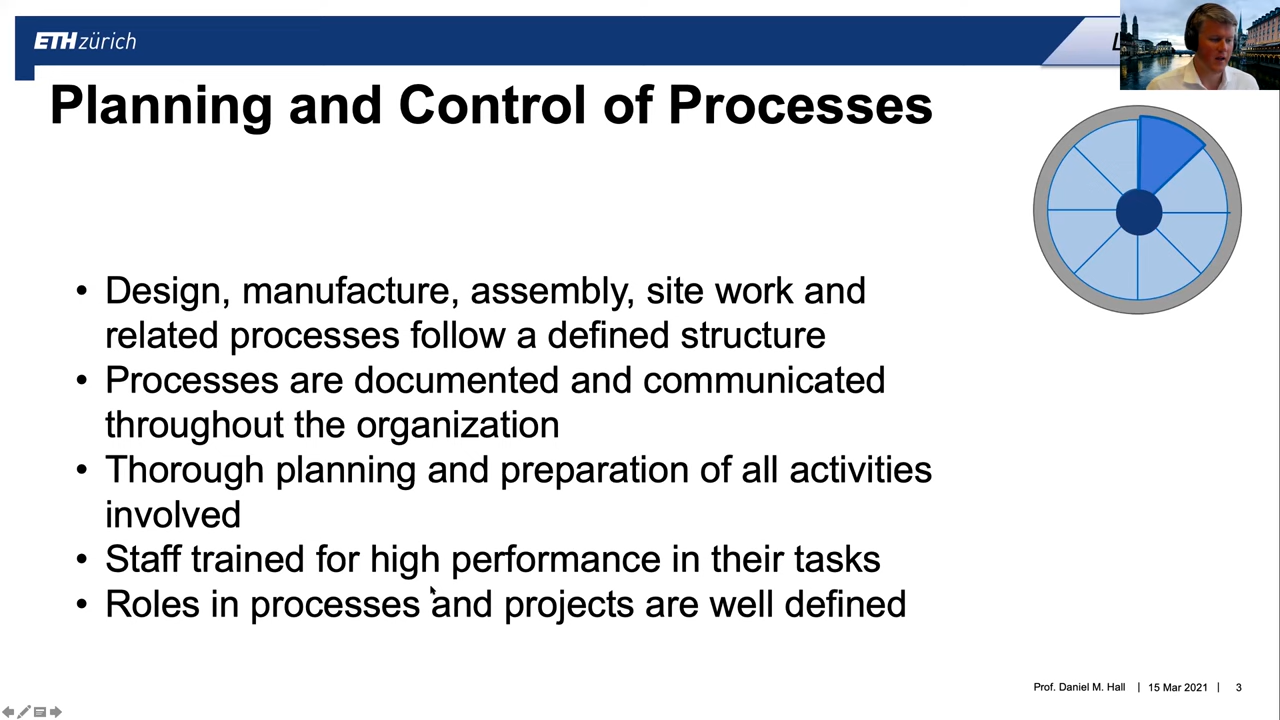 ETH zürich
Planning and Control of Processes
• Design, manufacture, assembly, site work and
related processes follow a defined structure
• Processes are documented and communicated
throughout the organization
• Thorough planning and preparation of all activities
involved
• Staff trained for high performance in their tasks
• Roles in processes and projects are well defined
Prof. Daniel M. Hall | 15 Mar 2021 | 3